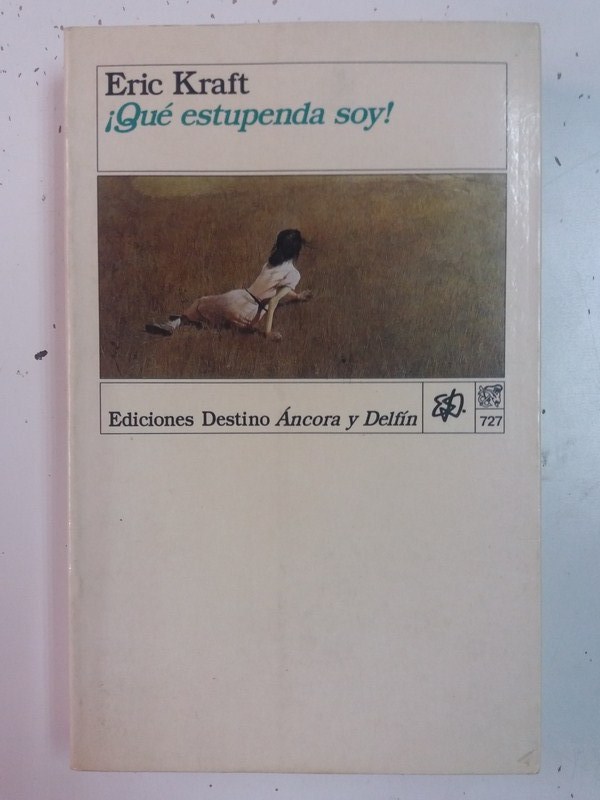 Eric Kraft
¡Qué estupenda soy!
Ediciones Destino Áncora y Delfín
727